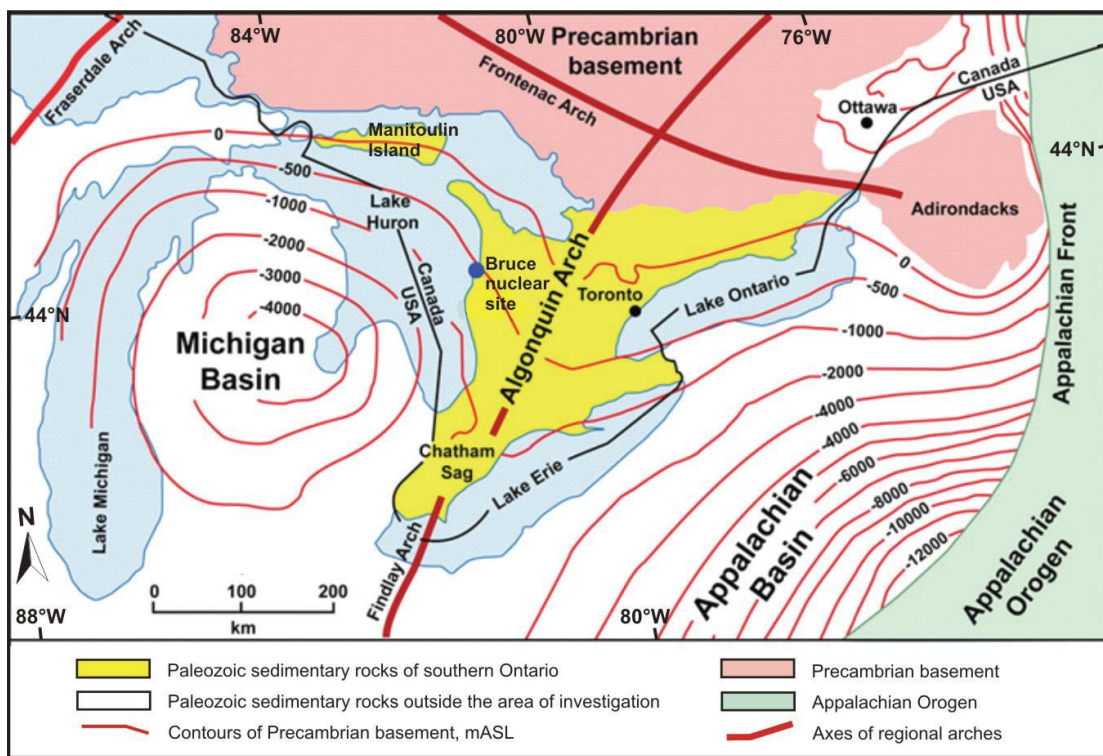 84°W
80°W
76°W
Precambrian
basement
Fraserdale Arch
Frontenac Arch
Canada
USA
Ottawa
Manitoulin
Island
44°N
0
-500
-1000
-2000
-3000
-4000
Lake
Huron
Adirondacks
Bruce
nuclear
site
Canada
USA
Algonquin Arch
Toronto
Lake Ontario
0
-500
-1000
-2000
-4000
-4000
-6000
-8000
-10000
-12000
Appalachian Front
44°N
Michigan
Basin
Chatham
Sag
Lake Erie
Lake Michigan
Findlay Arch
Appalachian
Basin
Appalachian
Orogen
N
0 100 200
km
88°W
80°W
Paleozoic sedimentary rocks of southern Ontario
Paleozoic sedimentary rocks outside the area of investigation
Contours of Precambrian basement, mASL
Precambrian basement
Appalachian Orogen
Axes of regional arches